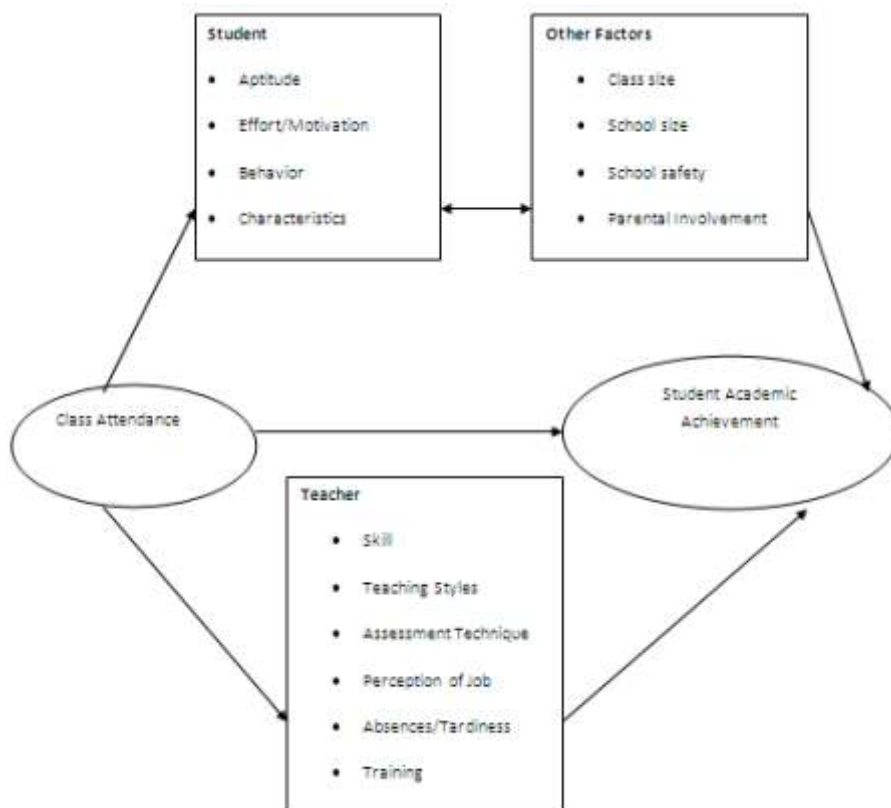 Student
• Aptitude
• Effort/Motivation
• Behavior
• Characteristics
Other Factors
• Class size
• School size
• School safety
• Parental Involvement
Class Attendance
Student Academic
Achievement
Teacher
• Skill
• Teaching Styles
• Assessment Technique
• Perception of Job
• Absences/Tardiness
• Training